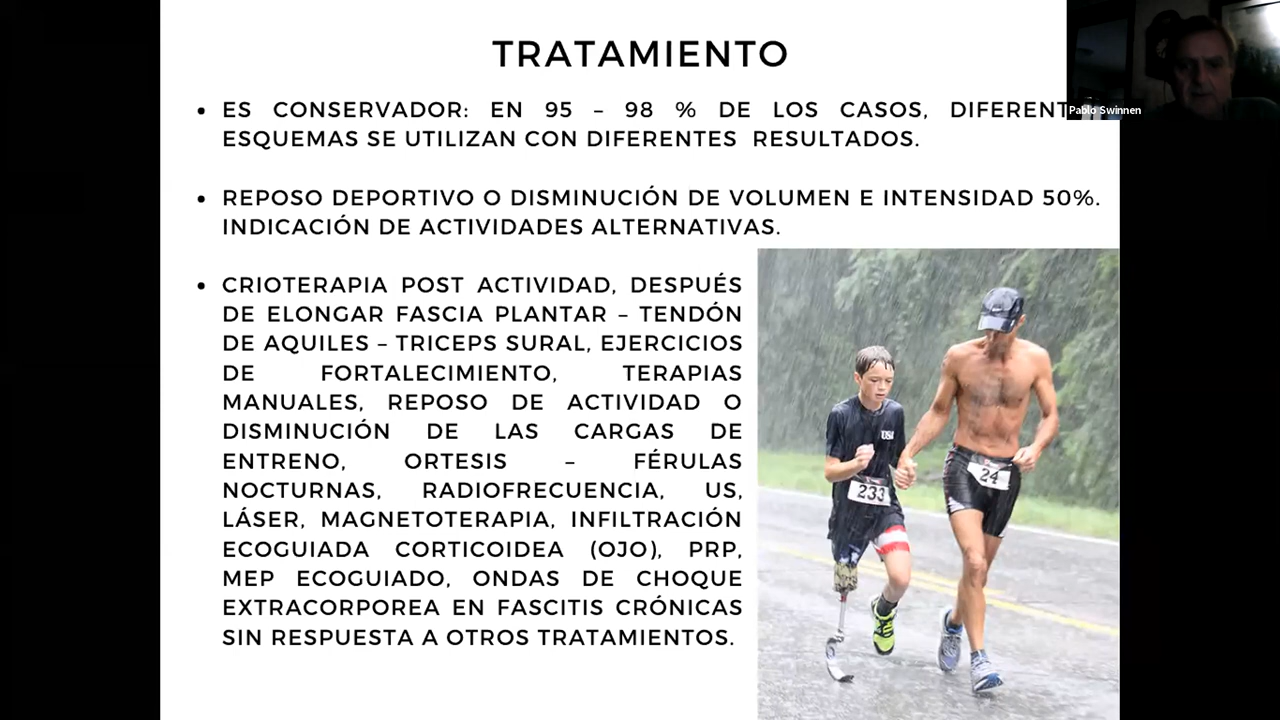 TRATAMIENTO
• ES CONSERVADOR: EN 95 – 98 % DE LOS CASOS, DIFERENT
ESQUEMAS SE UTILIZAN CON DIFERENTES RESULTADOS.
• REPOSO DEPORTIVO O DISMINUCIÓN DE VOLUMEN E INTENSIDAD 50%.
INDICACIÓN DE ACTIVIDADES ALTERNATIVAS.
• CRIOTERAPIA POST ACTIVIDAD, DESPUÉS
DE ELONGAR FASCIA PLANTAR – TENDÓN
DE AQUILES – TRICEPS SURAL, EJERCICIOS
DE FORTALECIMIENTO, TERAPIAS
MANUALES, REPOSO DE ACTIVIDAD O
DISMINUCIÓN DE LAS CARGAS DE
ENTRENO, ORTESIS – FÉRULAS
NOCTURNAS, RADIOFRECUENCIA, US,
LÁSER, MAGNETOTERAPIA, INFILTRACIÓN
ECOGUIADA CORTICOIDEA (OJO), PRP,
MEP ECOGUIADO, ONDAS DE CHOQUE
EXTRACORPOREA EN FASCITIS CRÓNICAS
SIN RESPUESTA A OTROS TRATAMIENTOS.
Pablo Swinnen
USA
233
24